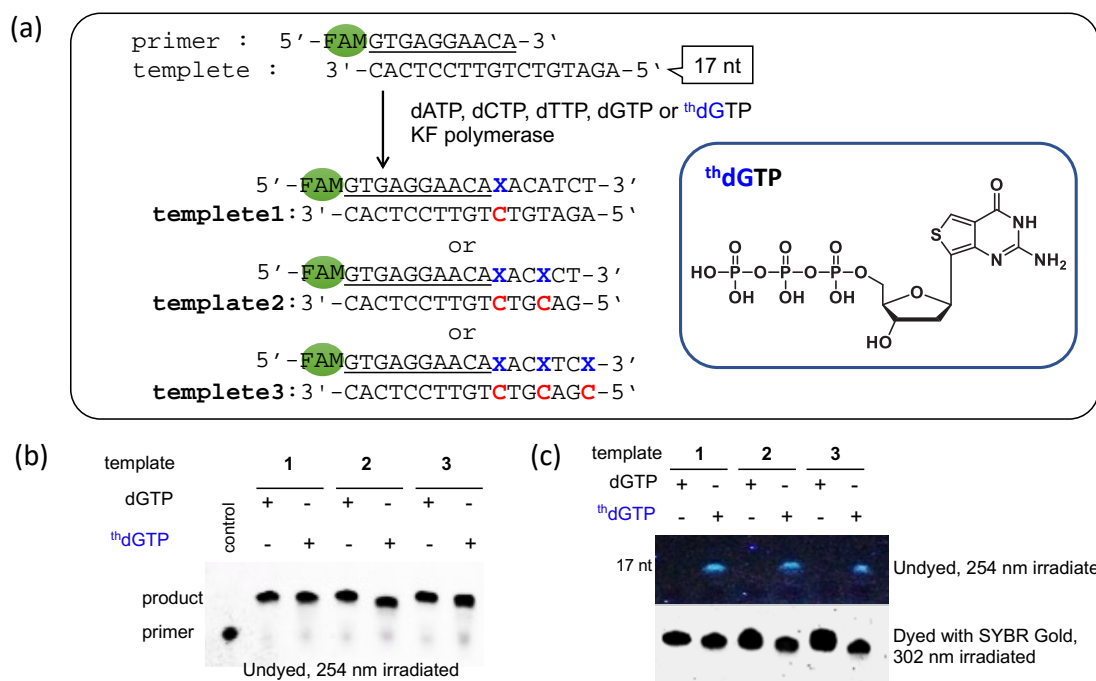 (a)
primer : 5'-FAMGTGAGGAACA-3'
templete : 3'-CACTCCTTGTCTGTAGA-5'
17 nt
dATP, dCTP, dTTP, dGTP or thdGTP
KF polymerase
5'-FAMGTGAGGAACAXACATCT-3'
templete1:3'-CACTCCTTGTCTGTAGA-5'
or
5'-FAMGTGAGGAACAXACXCT-3'
template2:3'-CACTCCTTGTCTGCAG-5'
or
5'-FAMGTGAGGAACAXACXTCX-3'
templete3:3'-CACTCCTTGTCTGCAGC-5'
thdGTP
O
N
NH
NH2
S
O O O
HO P O P O P O
OH OH OH
O
HO
(b)
template 1 2 3
dGTP + - + - + -
thdGTP - + - + - +
control
product
primer
Undyed, 254 nm irradiated
(c)
template 1 2 3
dGTP + - + - + -
thdGTP - + - + - +
17 nt
Undyed, 254 nm irradiate
Dyed with SYBR Gold,
302 nm irradiated